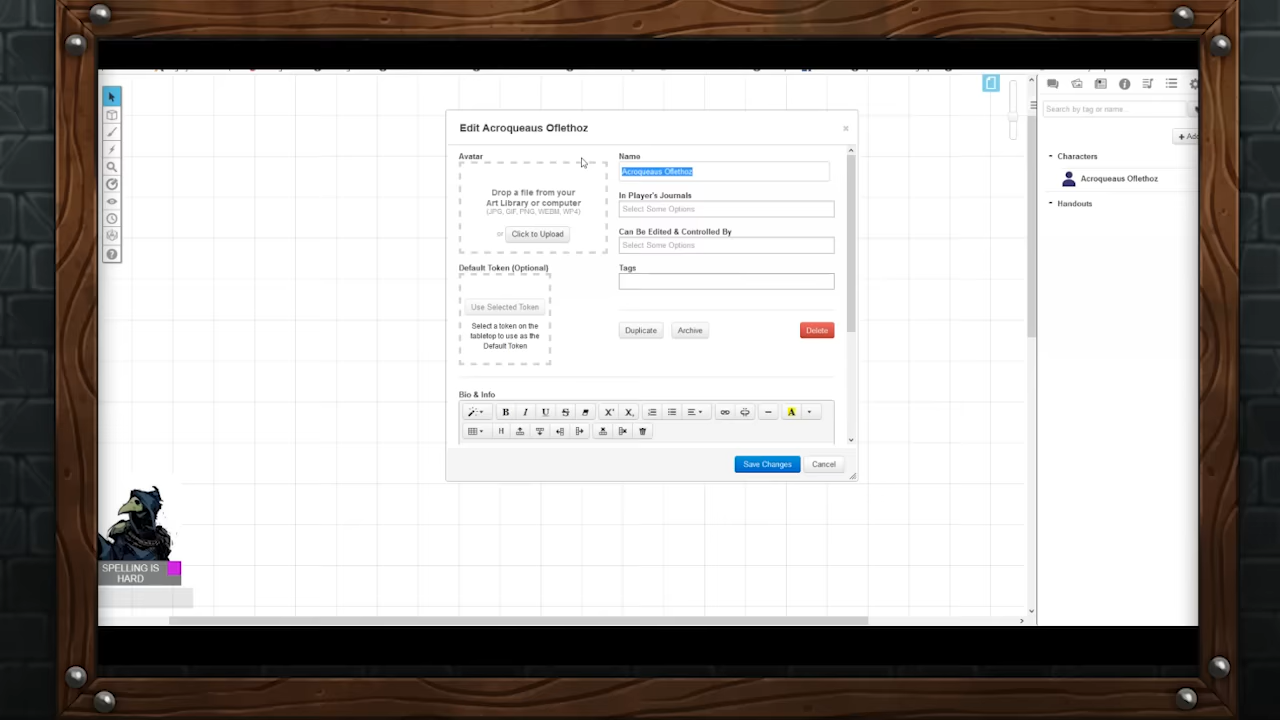 Edit Acroqueaus Oflethoz
×
Avatar
Drop a file from your
Art Library or computer
(JPG, GIF, PNG, WEBM, WP4)
or Click to Upload
Default Token (Optional)
Use Selected Token
Select a token on the
tabletop to use as the
Default Token
Name
Acroqueaus Oflethoz
In Player's Journals
Select Some Options
Can Be Edited & Controlled By
Select Some Options
Tags
Duplicate
Archive
Delete
Bio & Info
B I U S
H
A
Save Changes
Cancel
Search by tag or name...
+ Add
Characters
Acroqueaus Oflethoz
Handouts
SPELLING IS
HARD